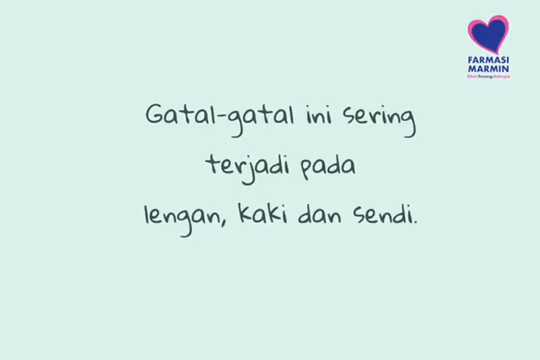 FARMASI
MARMIN
Gatal-gatal ini sering
terjadi pada
lengan, kaki dan sendi.